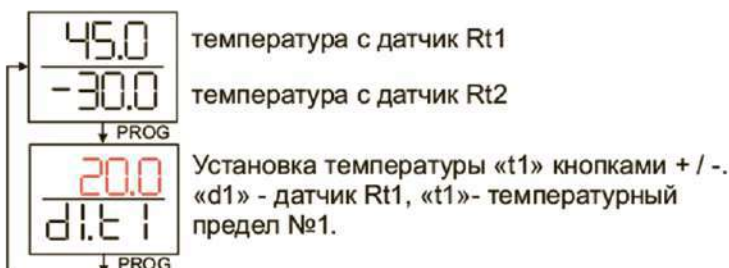 45.0
температура с датчик Rt1
-30.0
температура с датчик Rt2
PROG
20.0
d1.t1
Установка температуры «t1» кнопками + / -.
«d1» - датчик Rt1, «t1»- температурный
предел №1.
PROG